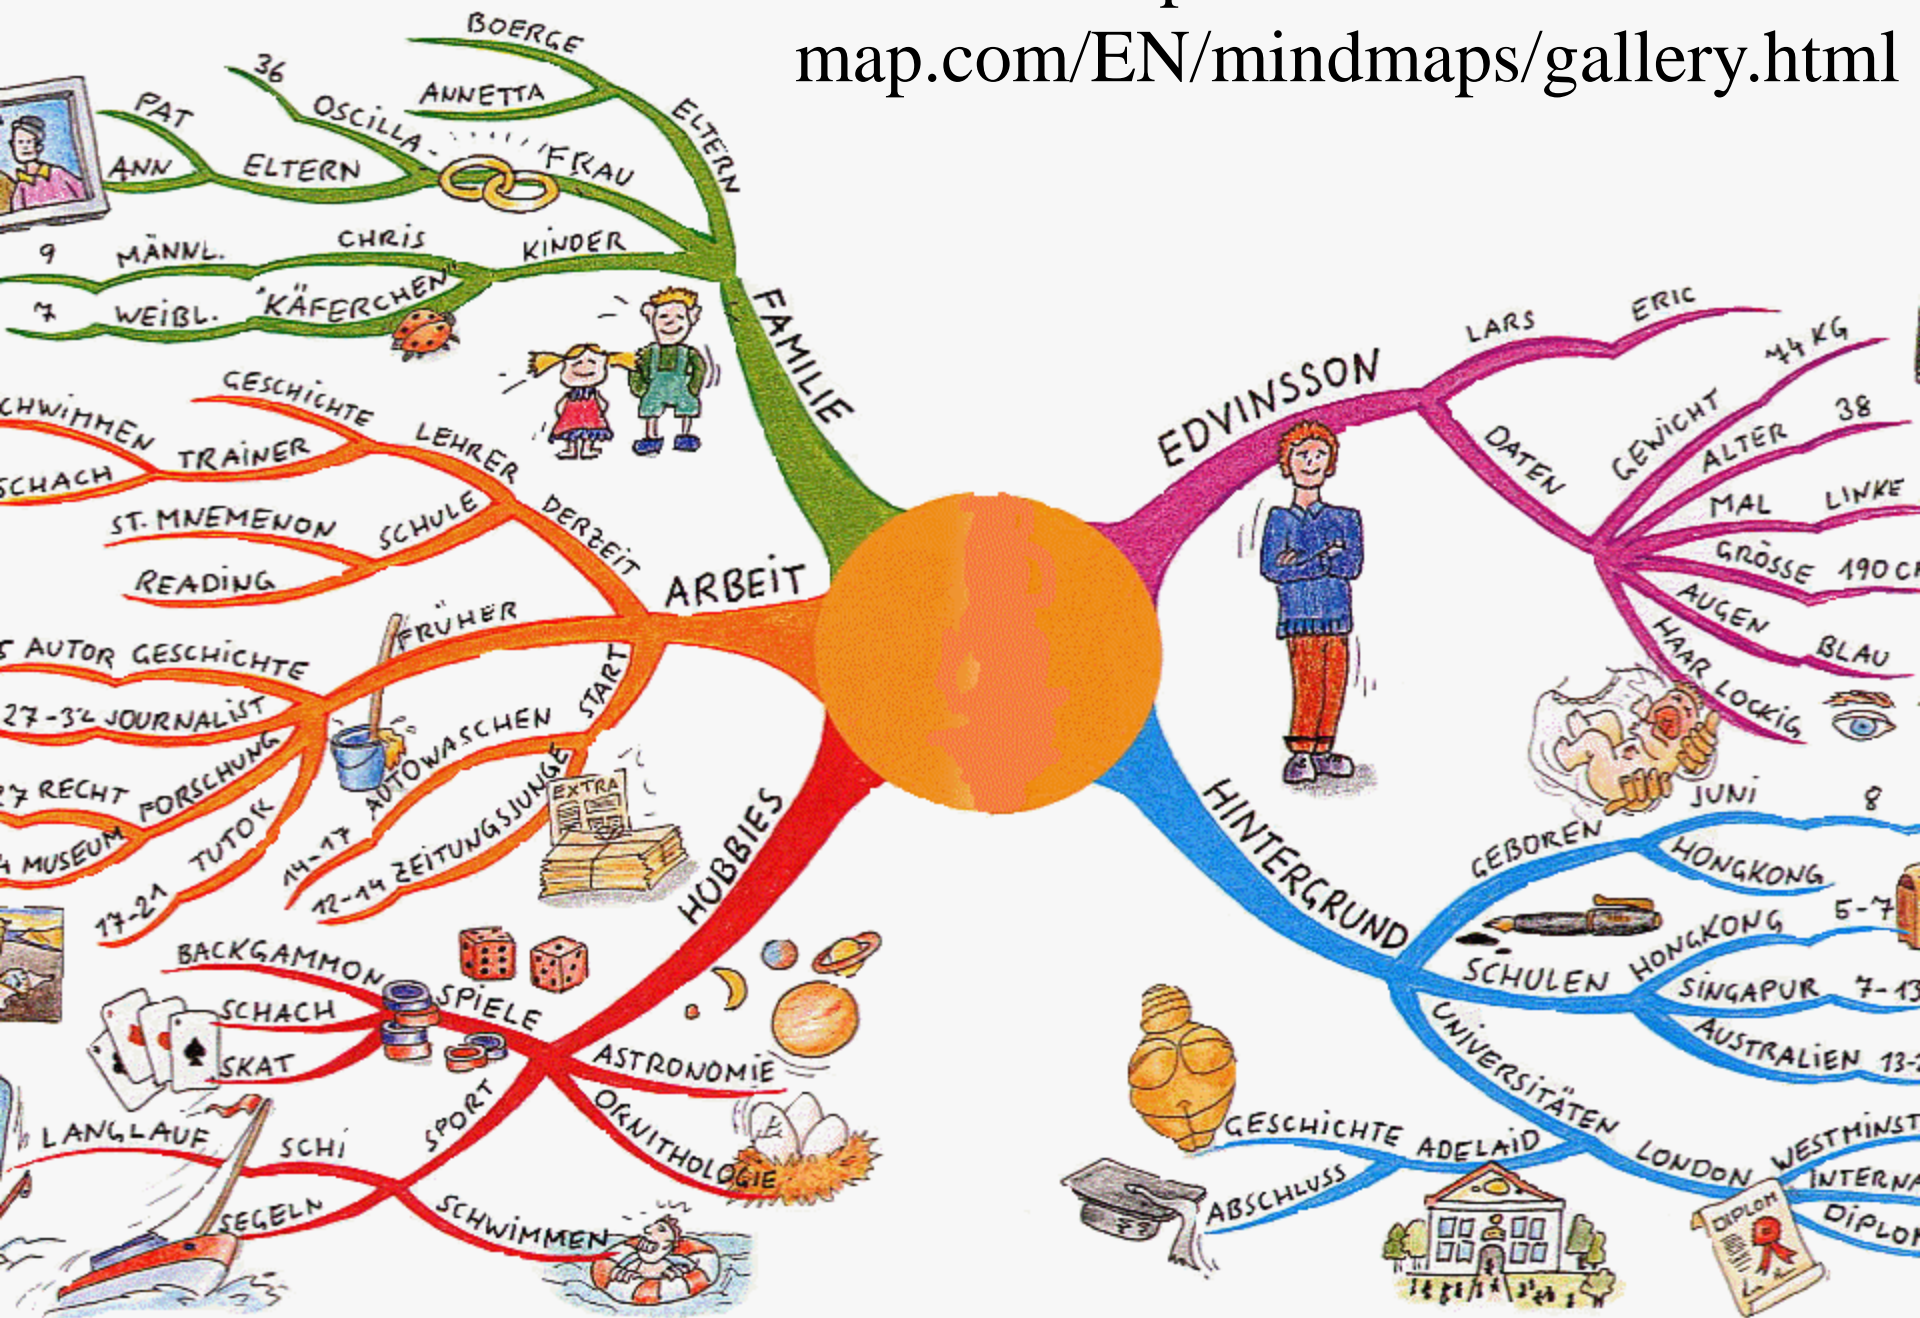 map.com/EN/mindmaps/gallery.html
BOERGE
ANNETTA
ELTERN
36
OSCILLA
FRAU
PAT
ANN
ELTERN
KINDER
CHRIS
MÄNNL.
9
"KÄFERCHEN"
WEIBL.
7
FAMILIE
GESCHICHTE
LEHRER
TRAINER
SCHACH
ST. MNEMENON
SCHULE
READING
DERZEIT
ARBEIT
FRÜHER
AUTOR GESCHICHTE
27-32 JOURNALIST
RECHT
FORSCHUNG
MUSEUM
TUTOR
17-21
START
AUTOWASCHEN
14-17
ZEITUNGSJUNGE
12-14
EXTRA
HOBBIES
BACKGAMMON
SCHACH
SKAT
SPIELE
ASTRONOMIE
ORNITHOLOGIE
SPORT
LANGLAUF
SCHI
SEGELN
SCHWIMMEN
EDVINSSON
LARS
ERIC
DATEN
GEWICHT
74 KG
ALTER
38
MAL
LINKE
GRÖSSE
AUGEN
BLAU
HAAR
LOCKIG
HINTERGRUND
GEBOREN
JUNI
8
HONGKONG
SCHULEN
HONGKONG
5-7
SINGAPUR
AUSTRALIEN
UNIVERSITÄTEN
ADELAID
GESCHICHTE
ABSCHLUSS
LONDON
DIPLOM